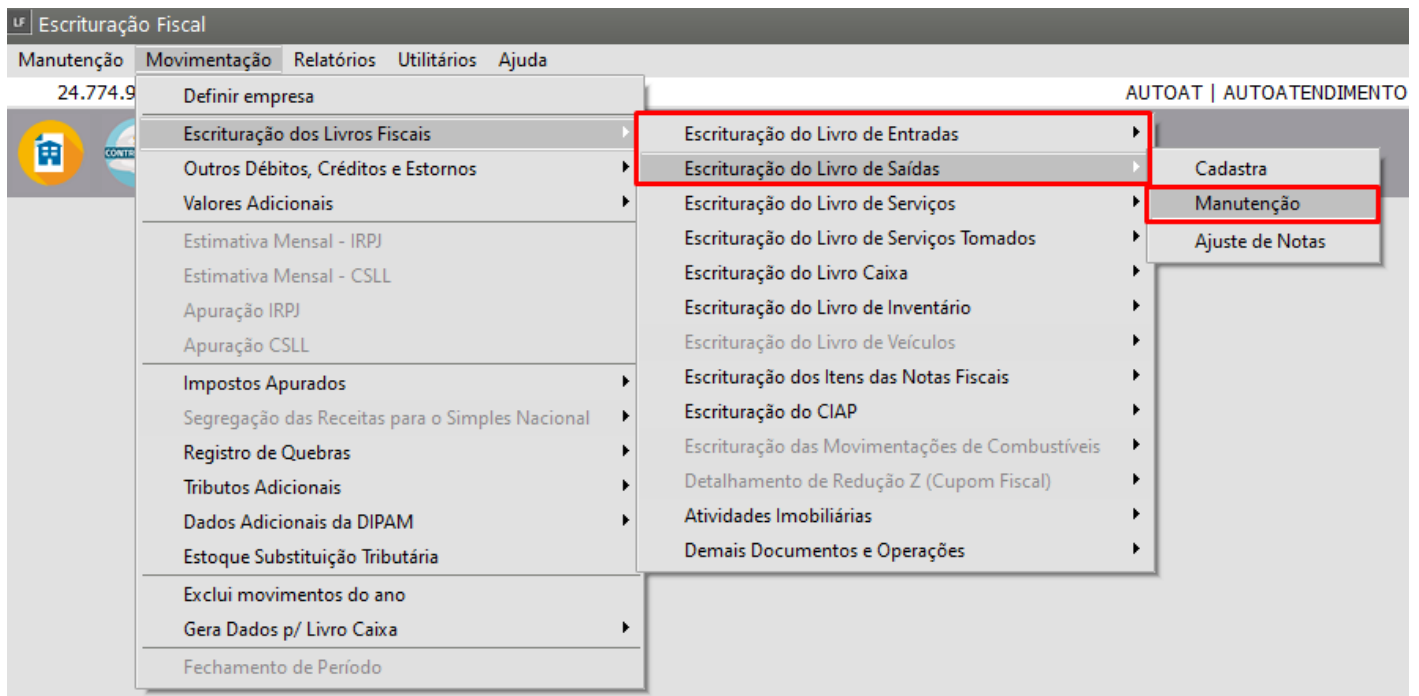 LF Escrituração Fiscal
Manutenção Movimentação Relatórios Utilitários Ajuda
24.774.9
AUTOAT | AUTOATENDIMENTO
CONTR
Definir empresa
Escrituração dos Livros Fiscais
Outros Débitos, Créditos e Estornos
Valores Adicionais
Estimativa Mensal - IRPJ
Estimativa Mensal - CSLL
Apuração IRPJ
Apuração CSLL
Impostos Apurados
Segregação das Receitas para o Simples Nacional
Registro de Quebras
Tributos Adicionais
Dados Adicionais da DIPAM
Estoque Substituição Tributária
Exclui movimentos do ano
Gera Dados p/ Livro Caixa
Fechamento de Período
Escrituração do Livro de Entradas
Escrituração do Livro de Saídas
Escrituração do Livro de Serviços
Escrituração do Livro de Serviços Tomados
Escrituração do Livro Caixa
Escrituração do Livro de Inventário
Escrituração do Livro de Veículos
Escrituração dos Itens das Notas Fiscais
Escrituração do CIAP
Escrituração das Movimentações de Combustíveis
Detalhamento de Redução Z (Cupom Fiscal)
Atividades Imobiliárias
Demais Documentos e Operações
Cadastra
Manutenção
Ajuste de Notas